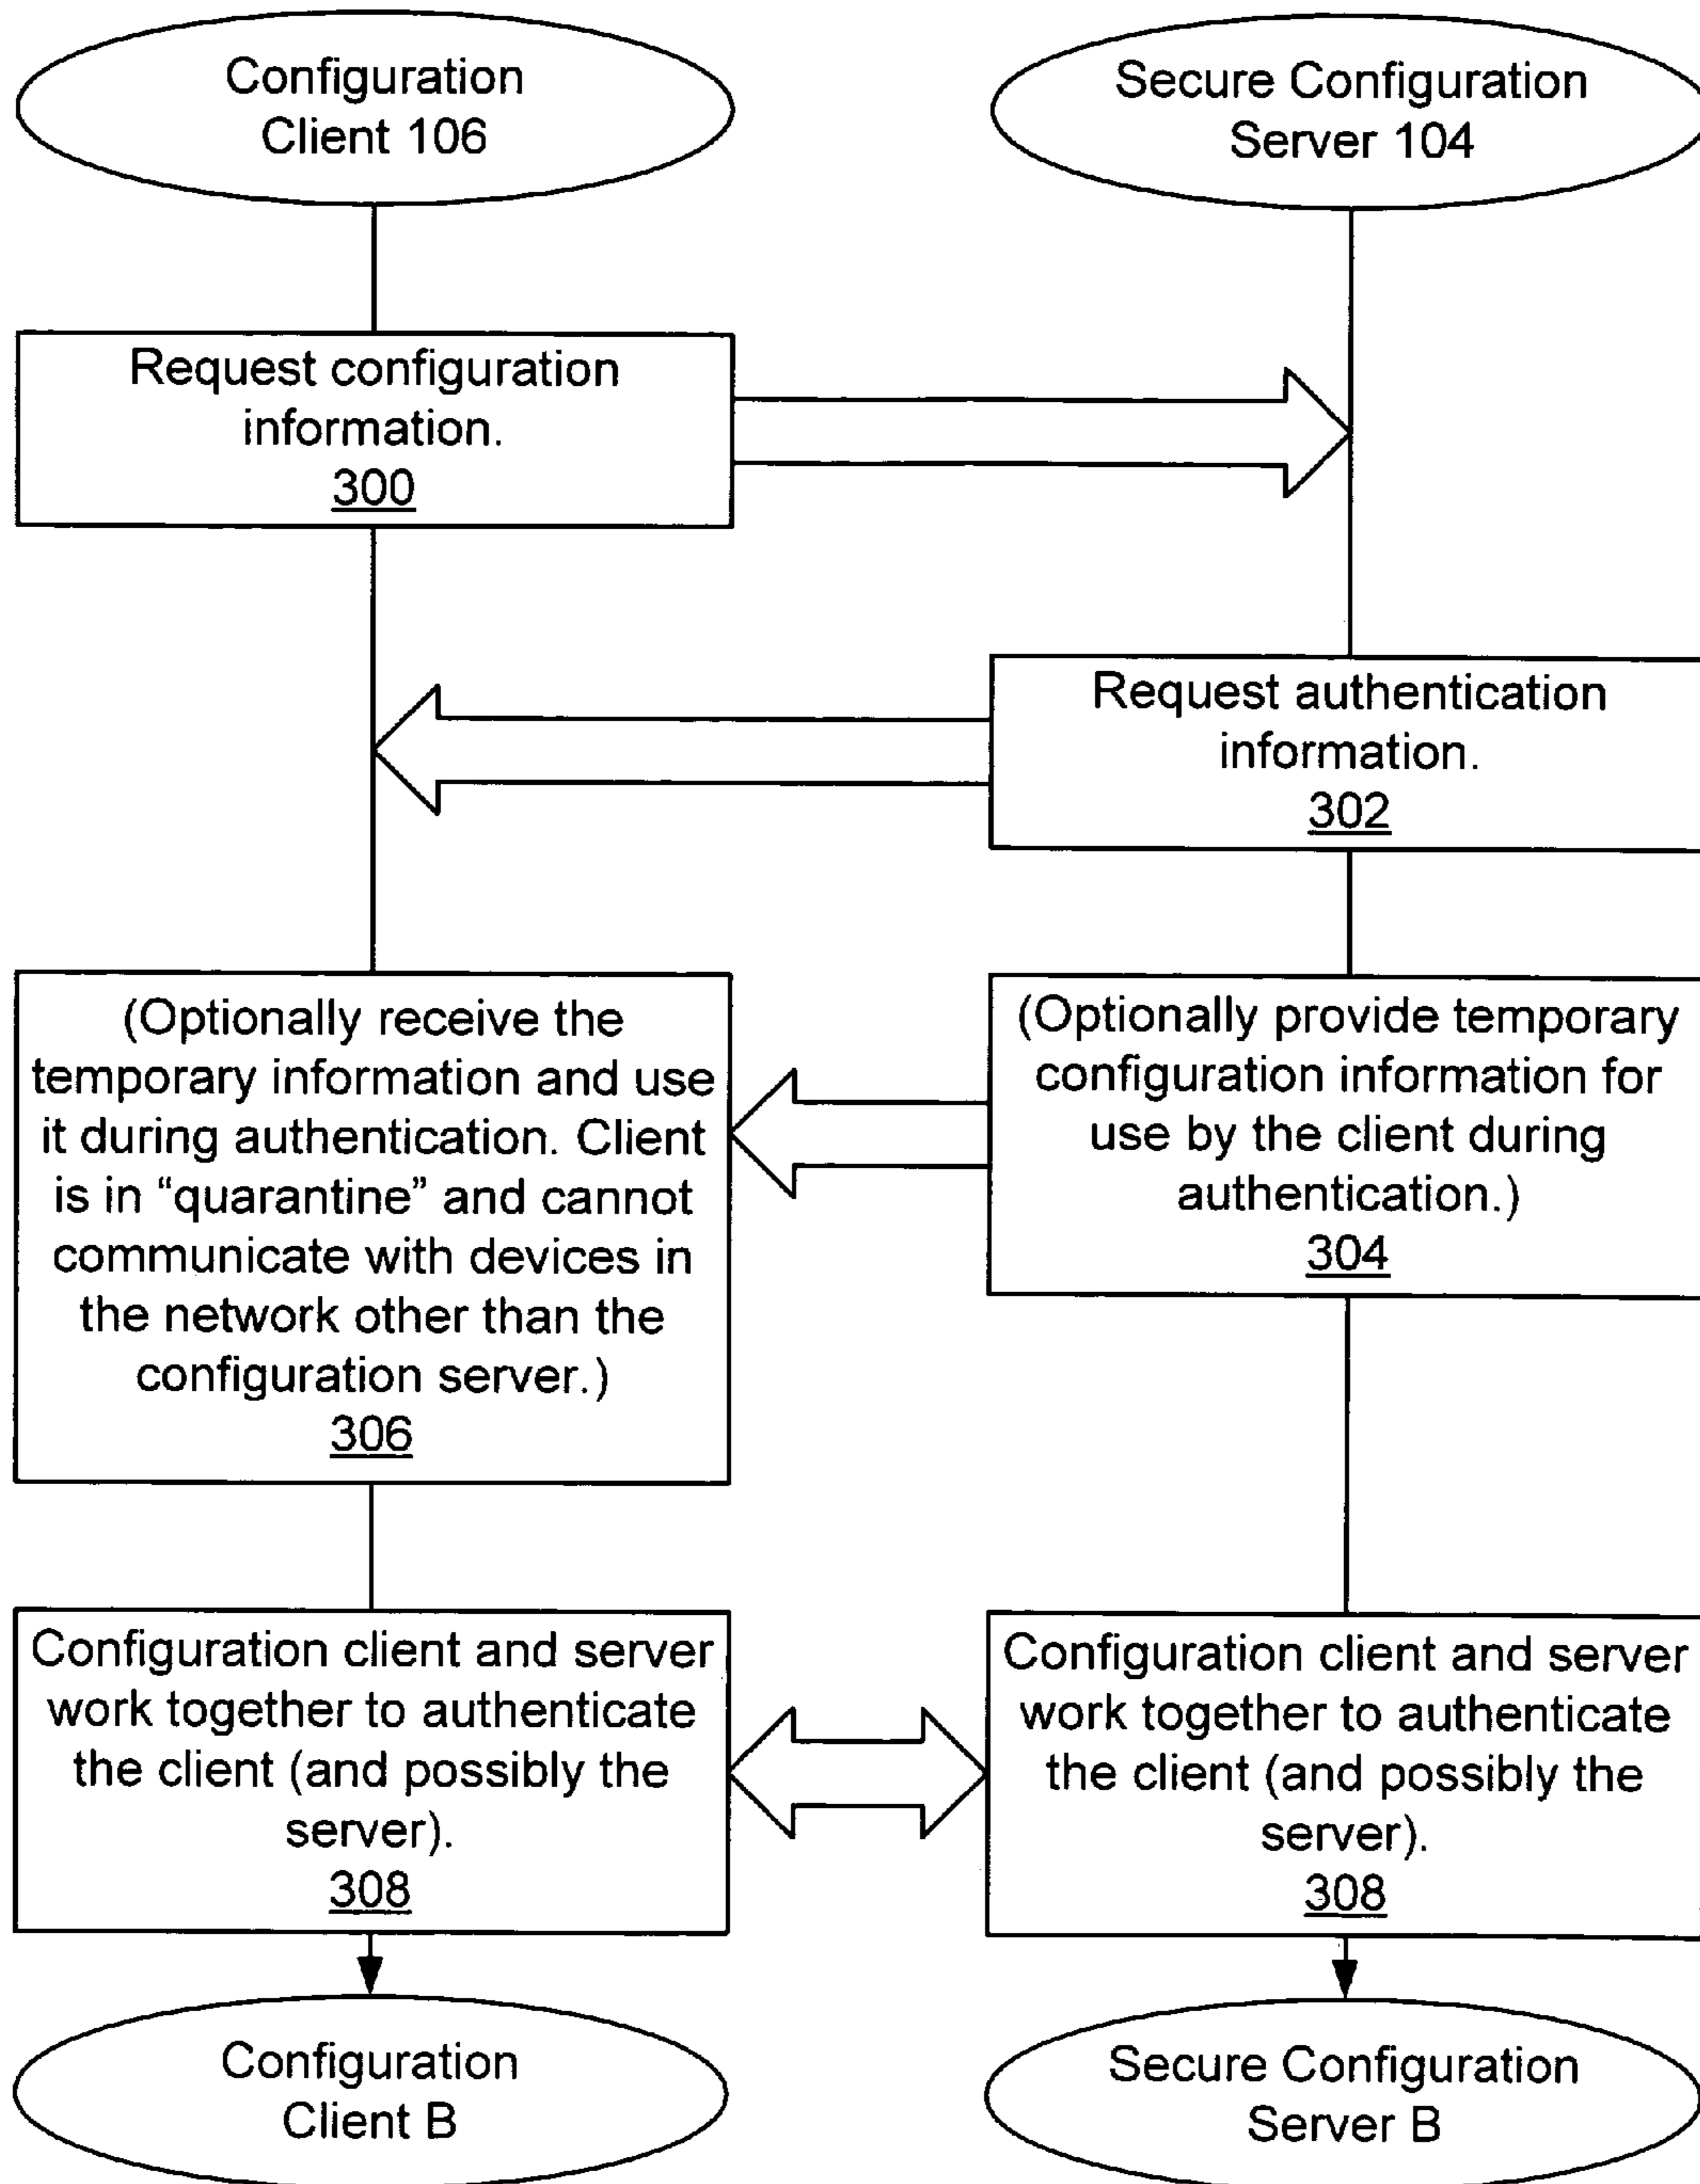 Configuration
Client 106
Secure Configuration
Server 104
Request configuration
information.
300
Request authentication
information.
302
(Optionally receive the
temporary information and use
it during authentication. Client
is in “quarantine” and cannot
communicate with devices in
the network other than the
configuration server.)
306
(Optionally provide temporary
configuration information for
use by the client during
authentication.)
304
Configuration client and server
work together to authenticate
the client (and possibly the
server).
308
Configuration client and server
work together to authenticate
the client (and possibly the
server).
308
Configuration
Client B
Secure Configuration
Server B